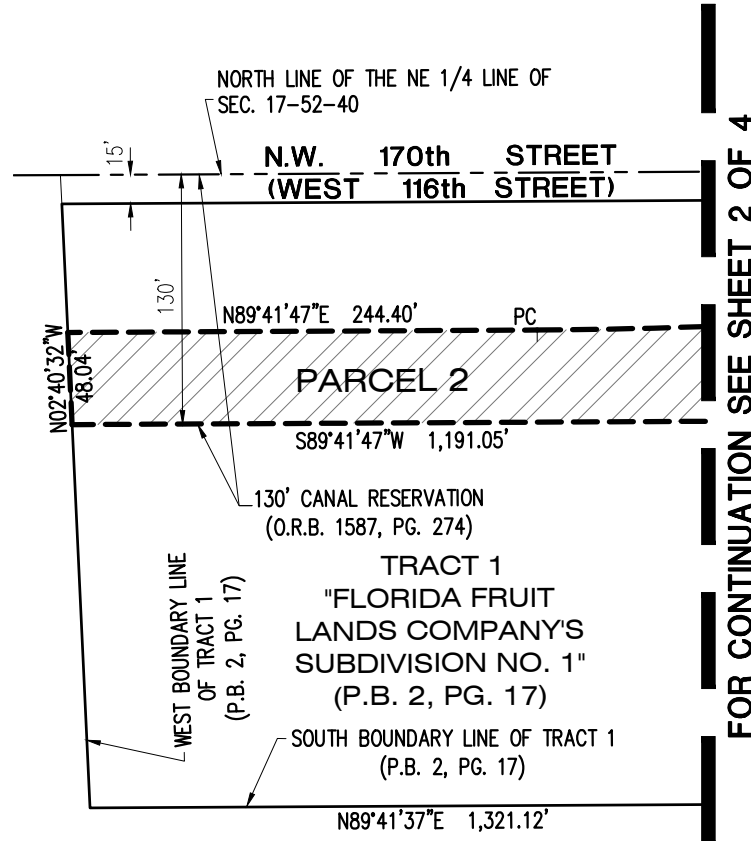 NORTH LINE OF THE NE 1/4 LINE OF
SEC. 17-52-40
15'
N.W. 170th STREET
(WEST 116th STREET)
130'
N89°41'47"E 244.40'
PC
N02°40'32"W
48.04'
PARCEL 2
S89°41'47"W 1,191.05'
130' CANAL RESERVATION
(O.R.B. 1587, PG. 274)
TRACT 1
"FLORIDA FRUIT
LANDS COMPANY'S
SUBDIVISION NO. 1"
(P.B. 2, PG. 17)
WEST BOUNDARY LINE
OF TRACT 1
(P.B. 2, PG. 17)
SOUTH BOUNDARY LINE OF TRACT 1
(P.B. 2, PG. 17)
N89°41'37"E 1,321.12'
FOR CONTINUATION SEE SHEET 2 OF 4